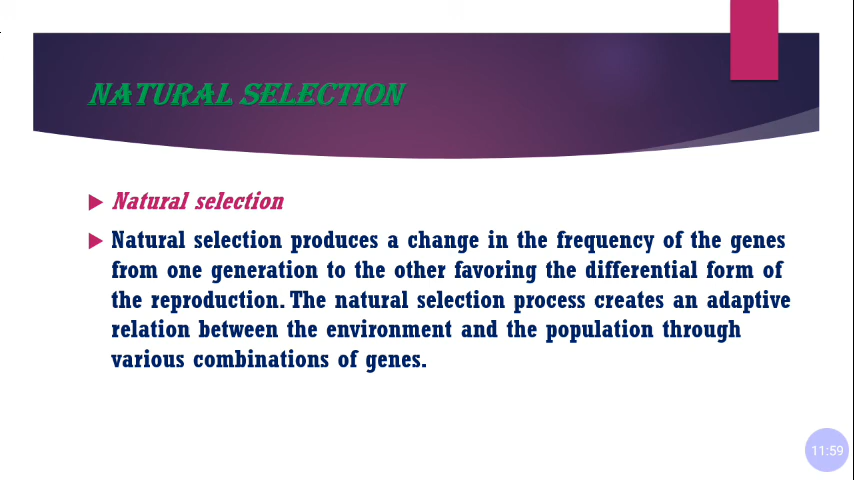 NATURAL SELECTION
Natural selection
Natural selection produces a change in the frequency of the genes
from one generation to the other favoring the differential form of
the reproduction. The natural selection process creates an adaptive
relation between the environment and the population through
various combinations of genes.
11:59